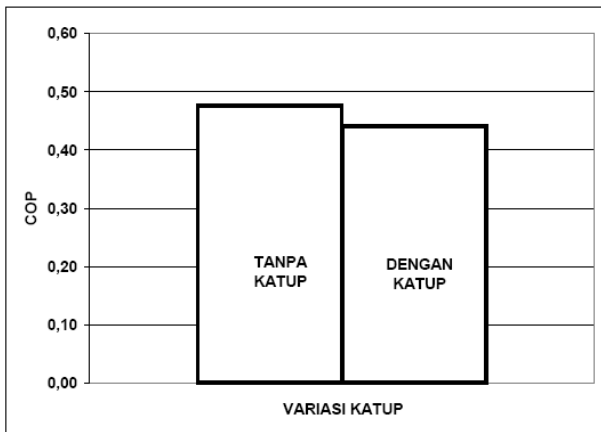 0,60
0,50
0,40
0,30
0,20
0,10
0,00
COP
TANPA
KATUP
DENGAN
KATUP
VARIASI KATUP